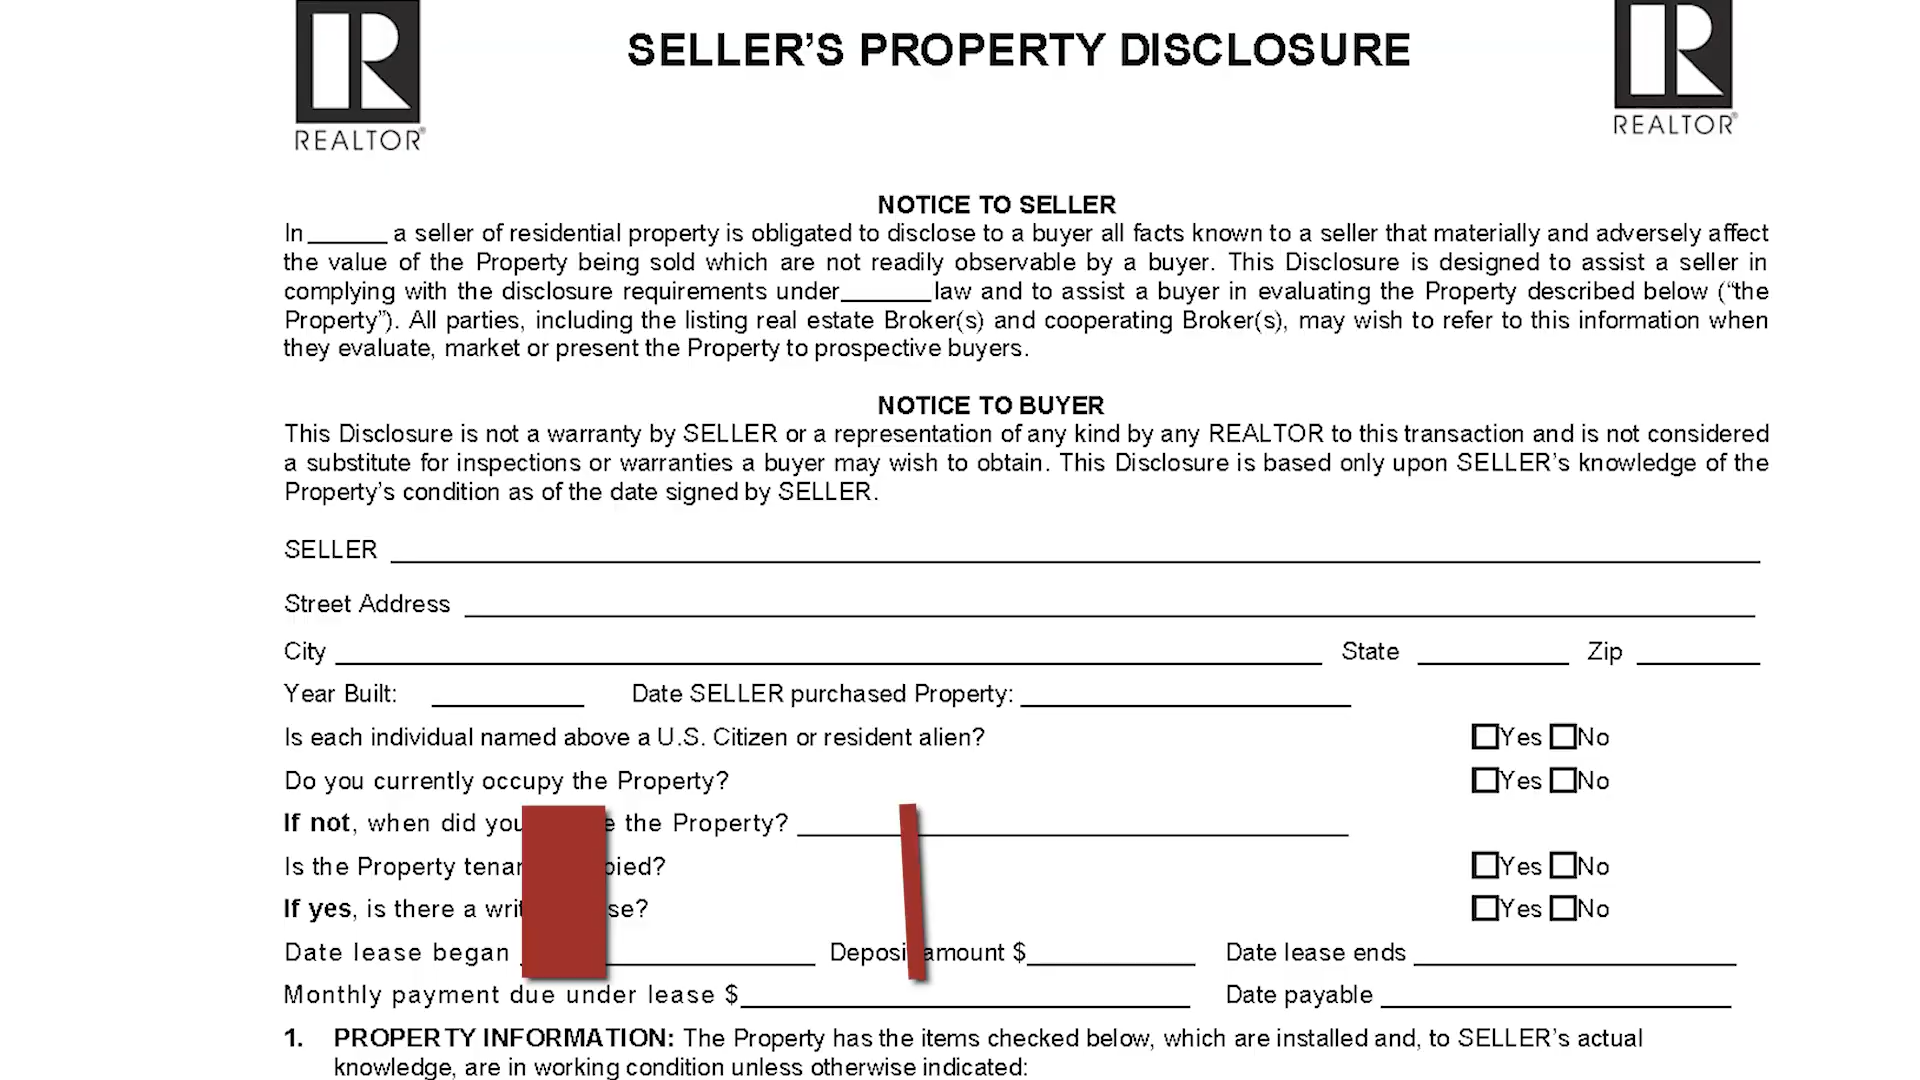 REALTOR®
SELLER'S PROPERTY DISCLOSURE
REALTOR®
NOTICE TO SELLER
In ______ a seller of residential property is obligated to disclose to a buyer all facts known to a seller that materially and adversely affect
the value of the Property being sold which are not readily observable by a buyer. This Disclosure is designed to assist a seller in
complying with the disclosure requirements under_______law and to assist a buyer in evaluating the Property described below (“the
Property”). All parties, including the listing real estate Broker(s) and cooperating Broker(s), may wish to refer to this information when
they evaluate, market or present the Property to prospective buyers.
NOTICE TO BUYER
This Disclosure is not a warranty by SELLER or a representation of any kind by any REALTOR to this transaction and is not considered
a substitute for inspections or warranties a buyer may wish to obtain. This Disclosure is based only upon SELLER’s knowledge of the
Property’s condition as of the date signed by SELLER.
SELLER
Street Address
City State Zip
Year Built: Date SELLER purchased Property:
Is each individual named above a U.S. Citizen or resident alien? Yes No
Do you currently occupy the Property? Yes No
If not, when did you the Property?
Is the Property Yes No
If yes, is there a Yes No
Date lease began amount $ Date lease ends
Monthly payment due under lease $ Date payable
1. PROPERTY INFORMATION: The Property has the items checked below, which are installed and, to SELLER’s actual
knowledge, are in working condition unless otherwise indicated: